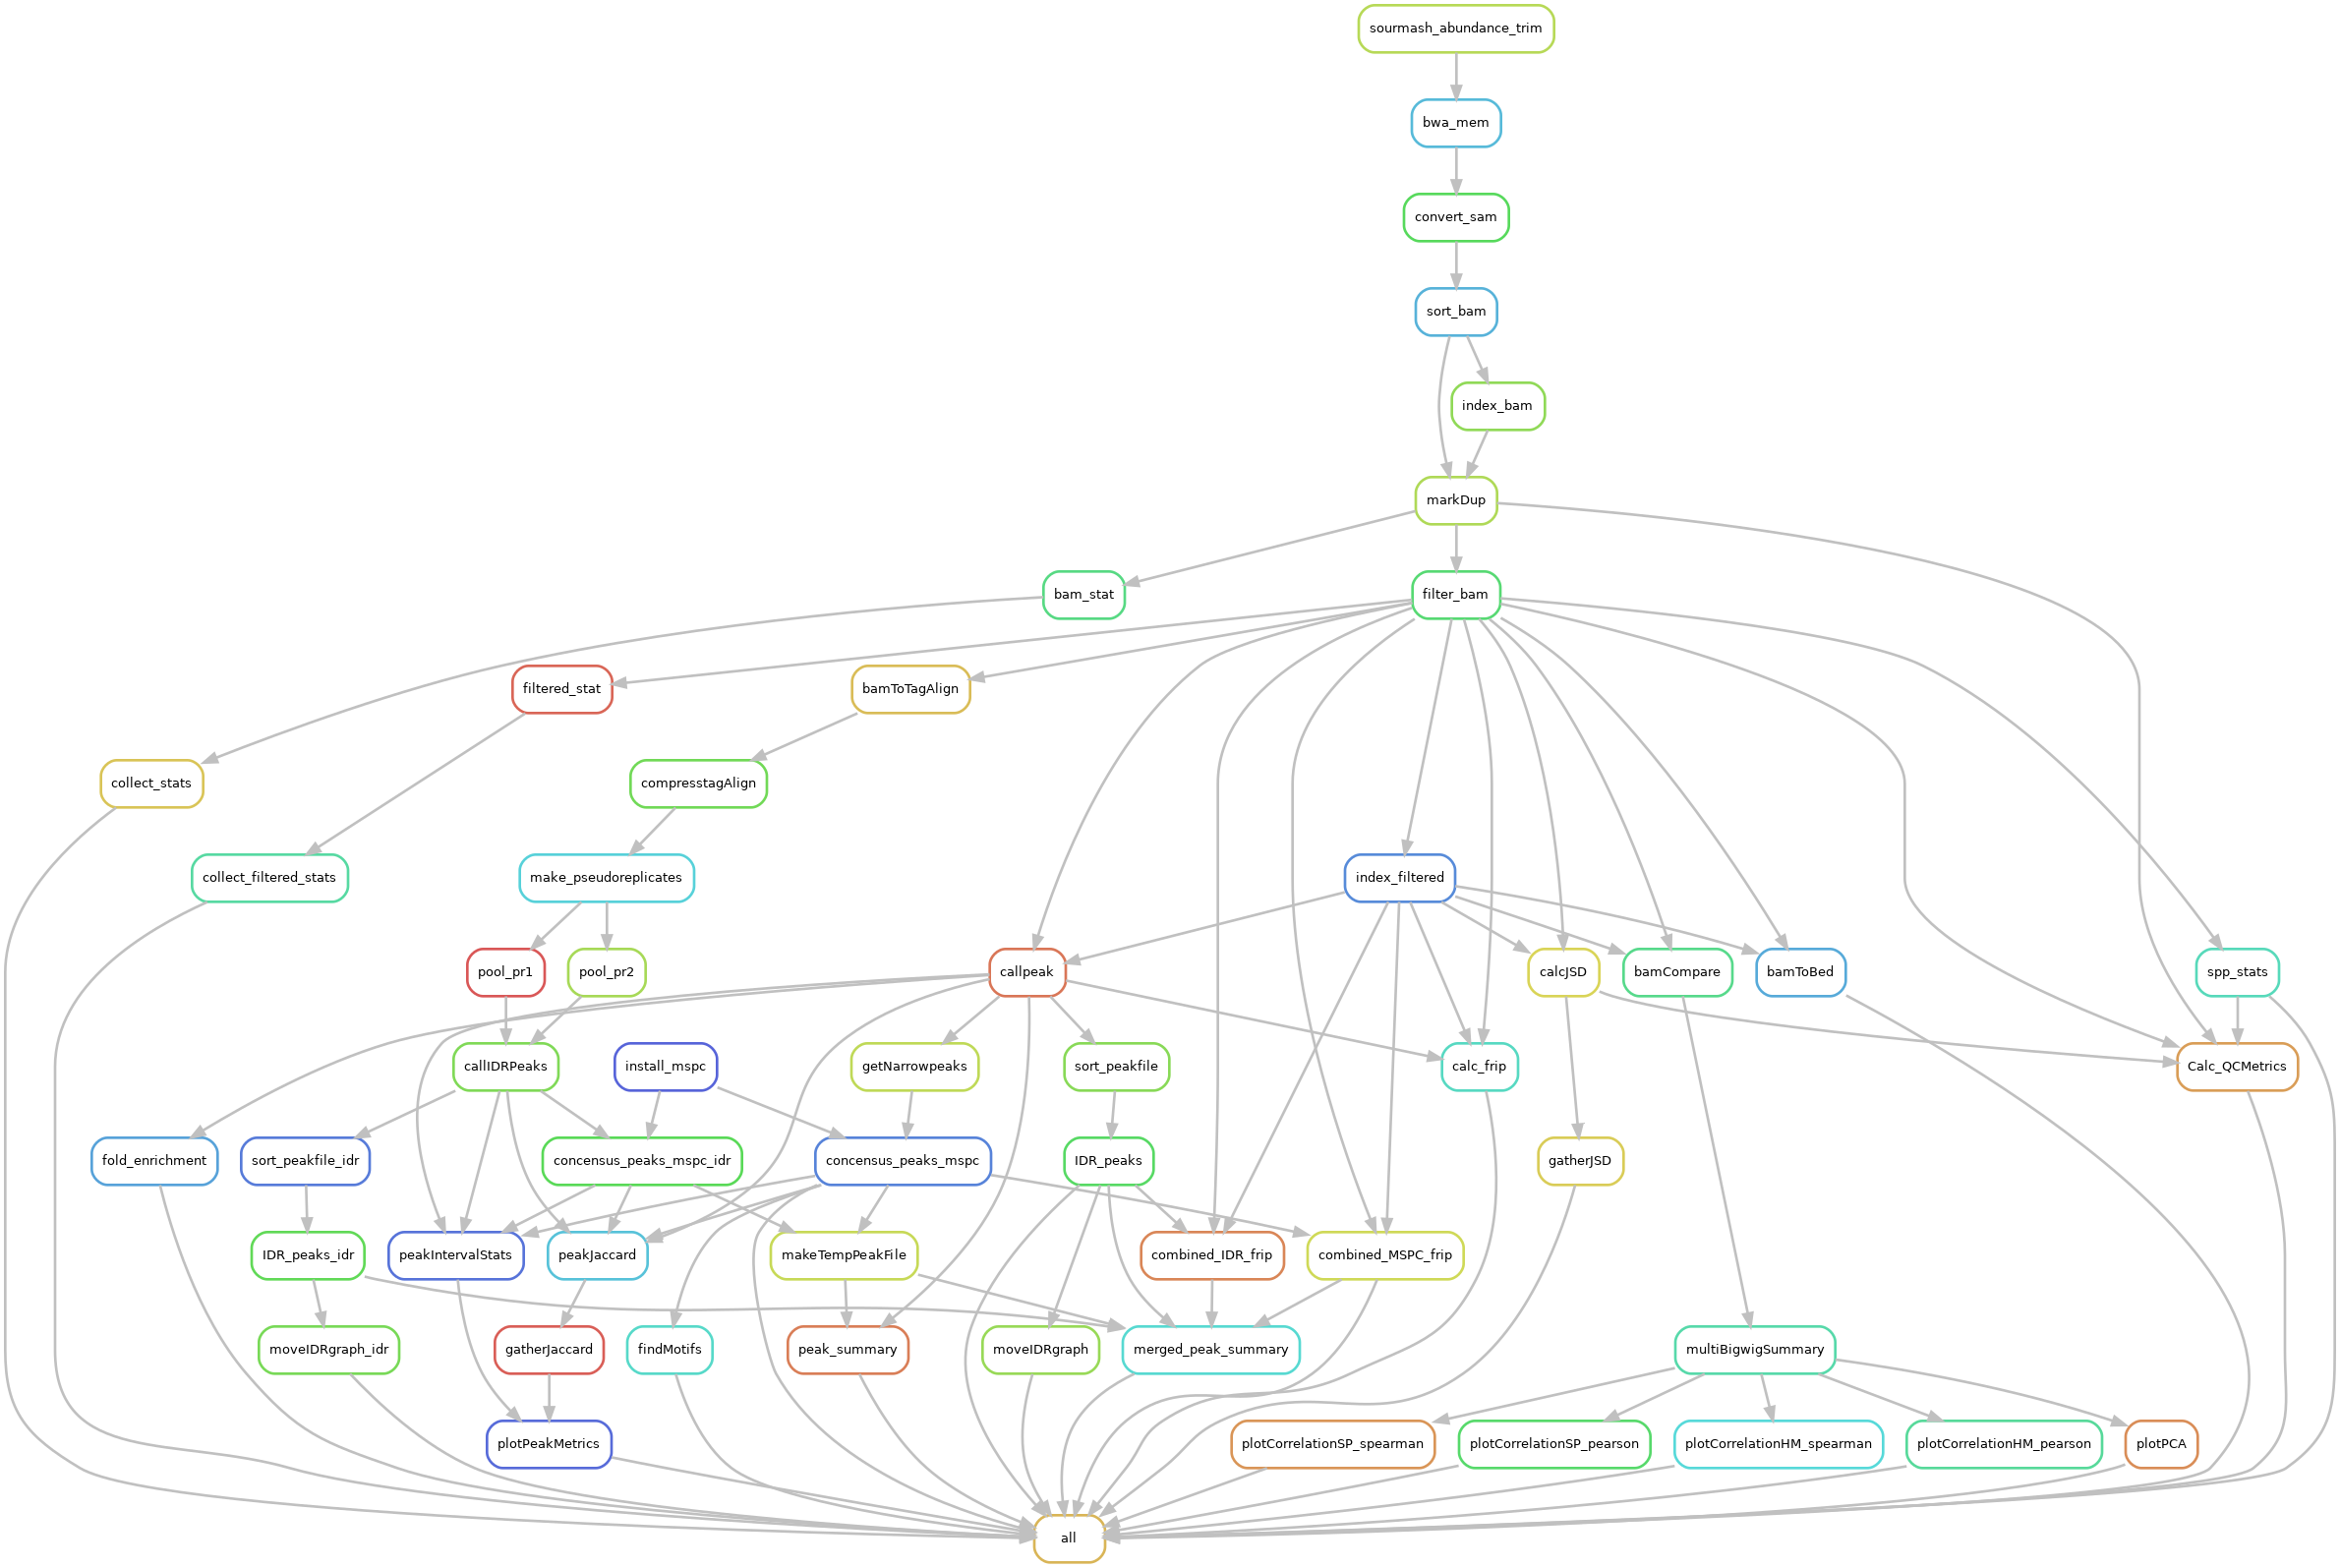 sourmash_abundance_trim
bwa_mem
convert_sam
sort_bam
index_bam
markDup
bam_stat
filter_bam
filtered_stat
bamToTagAlign
collect_stats
compresstagAlign
collect_filtered_stats
make_pseudoreplicates
index_filtered
pool_pr1
pool_pr2
callpeak
calcJSD
bamCompare
bamToBed
spp_stats
callIDRPeaks
install_mspc
getNarrowpeaks
sort_peakfile
calc_frip
Calc_QCMetrics
fold_enrichment
sort_peakfile_idr
concensus_peaks_mspc_idr
concensus_peaks_mspc
IDR_peaks
gatherJSD
IDR_peaks_idr
peakIntervalStats
peakJaccard
makeTempPeakFile
combined_IDR_frip
combined_MSPC_frip
moveIDRgraph_idr
gatherJaccard
findMotifs
peak_summary
moveIDRgraph
merged_peak_summary
multiBigwigSummary
plotPeakMetrics
plotCorrelationSP_spearman
plotCorrelationSP_pearson
plotCorrelationHM_spearman
plotCorrelationHM_pearson
plotPCA
all